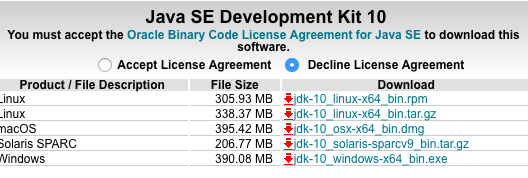 Java SE Development Kit 10
You must accept the Oracle Binary Code License Agreement for Java SE to download this
software.
Accept License Agreement Decline License Agreement
Product / File Description File Size Download
Linux 305.93 MB jdk-10_linux-x64_bin.rpm
Linux 338.37 MB jdk-10_linux-x64_bin.tar.gz
macOS 395.42 MB jdk-10_osx-x64_bin.dmg
Solaris SPARC 206.77 MB jdk-10_solaris-sparcv9_bin.tar.gz
Windows 390.08 MB jdk-10_windows-x64_bin.exe